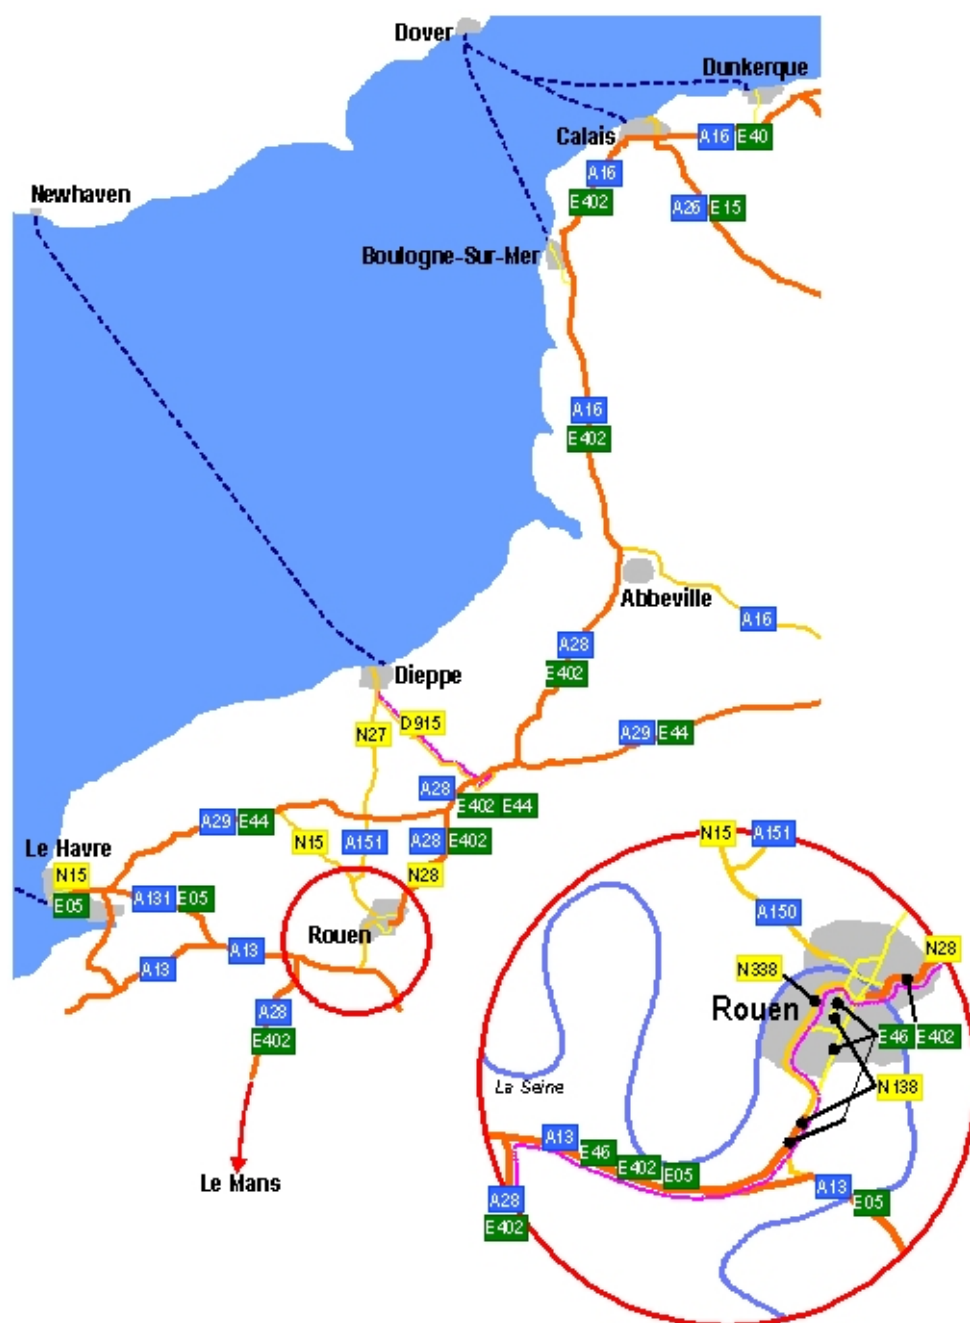 Dover
Dunkerque
Calais
A16 E40
A16
E402
A26 E15
Newhaven
Boulogne-Sur-Mer
A16
E402
Abbeville
A16
A28
E402
Dieppe
D915
N27
A29 E44
A28
E402 E44
A29 E44
N15
A151
A28 E402
Le Havre
N15
E05
A131 E05
N28
Rouen
A13
A13
A28
E402
Le Mans
N15
A151
A150
N28
N338
Rouen
E46 E402
N138
La Seine
A13
E46
E402
E05
A28
E402
A13
E05